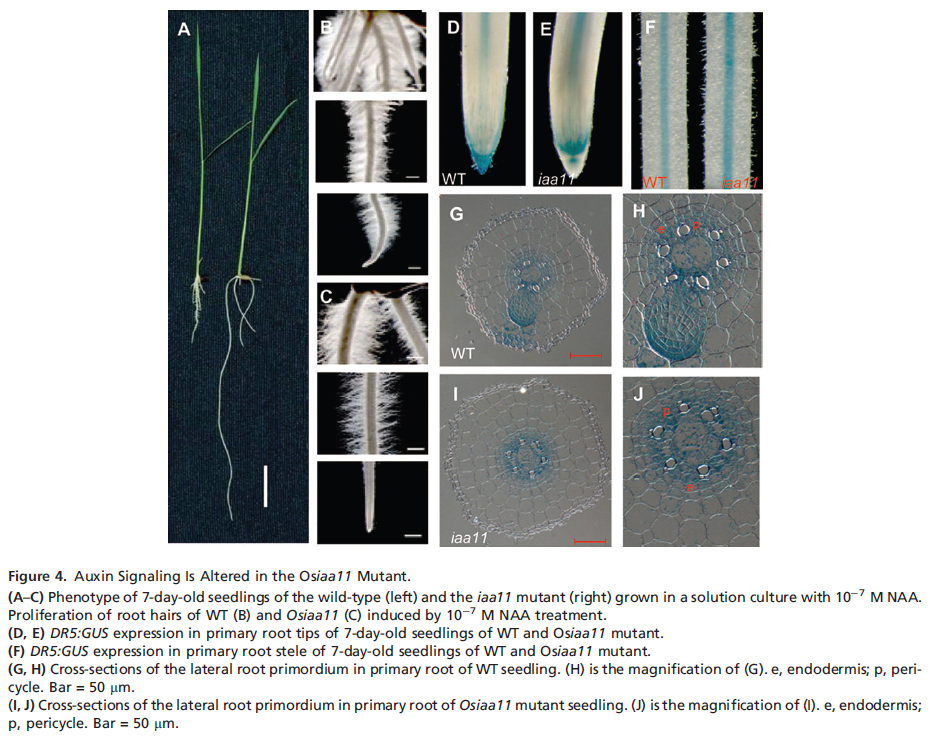 A
B
D
E
F
WT
iaa11
WT
iaa11
G
H
e
p
C
WT
I
J
p
e
iaa11
Figure 4. Auxin Signaling Is Altered in the Osiaa11 Mutant.
(A–C) Phenotype of 7-day-old seedlings of the wild-type (left) and the iaa11 mutant (right) grown in a solution culture with 10⁻⁷ M NAA.
Proliferation of root hairs of WT (B) and Osiaa11 (C) induced by 10⁻⁷ M NAA treatment.
(D, E) DR5:GUS expression in primary root tips of 7-day-old seedlings of WT and Osiaa11 mutant.
(F) DR5:GUS expression in primary root stele of 7-day-old seedlings of WT and Osiaa11 mutant.
(G, H) Cross-sections of the lateral root primordium in primary root of WT seedling. (H) is the magnification of (G). e, endodermis; p, peri-
cycle. Bar = 50 μm.
(I, J) Cross-sections of the lateral root primordium in primary root of Osiaa11 mutant seedling. (J) is the magnification of (I). e, endodermis;
p, pericycle. Bar = 50 μm.